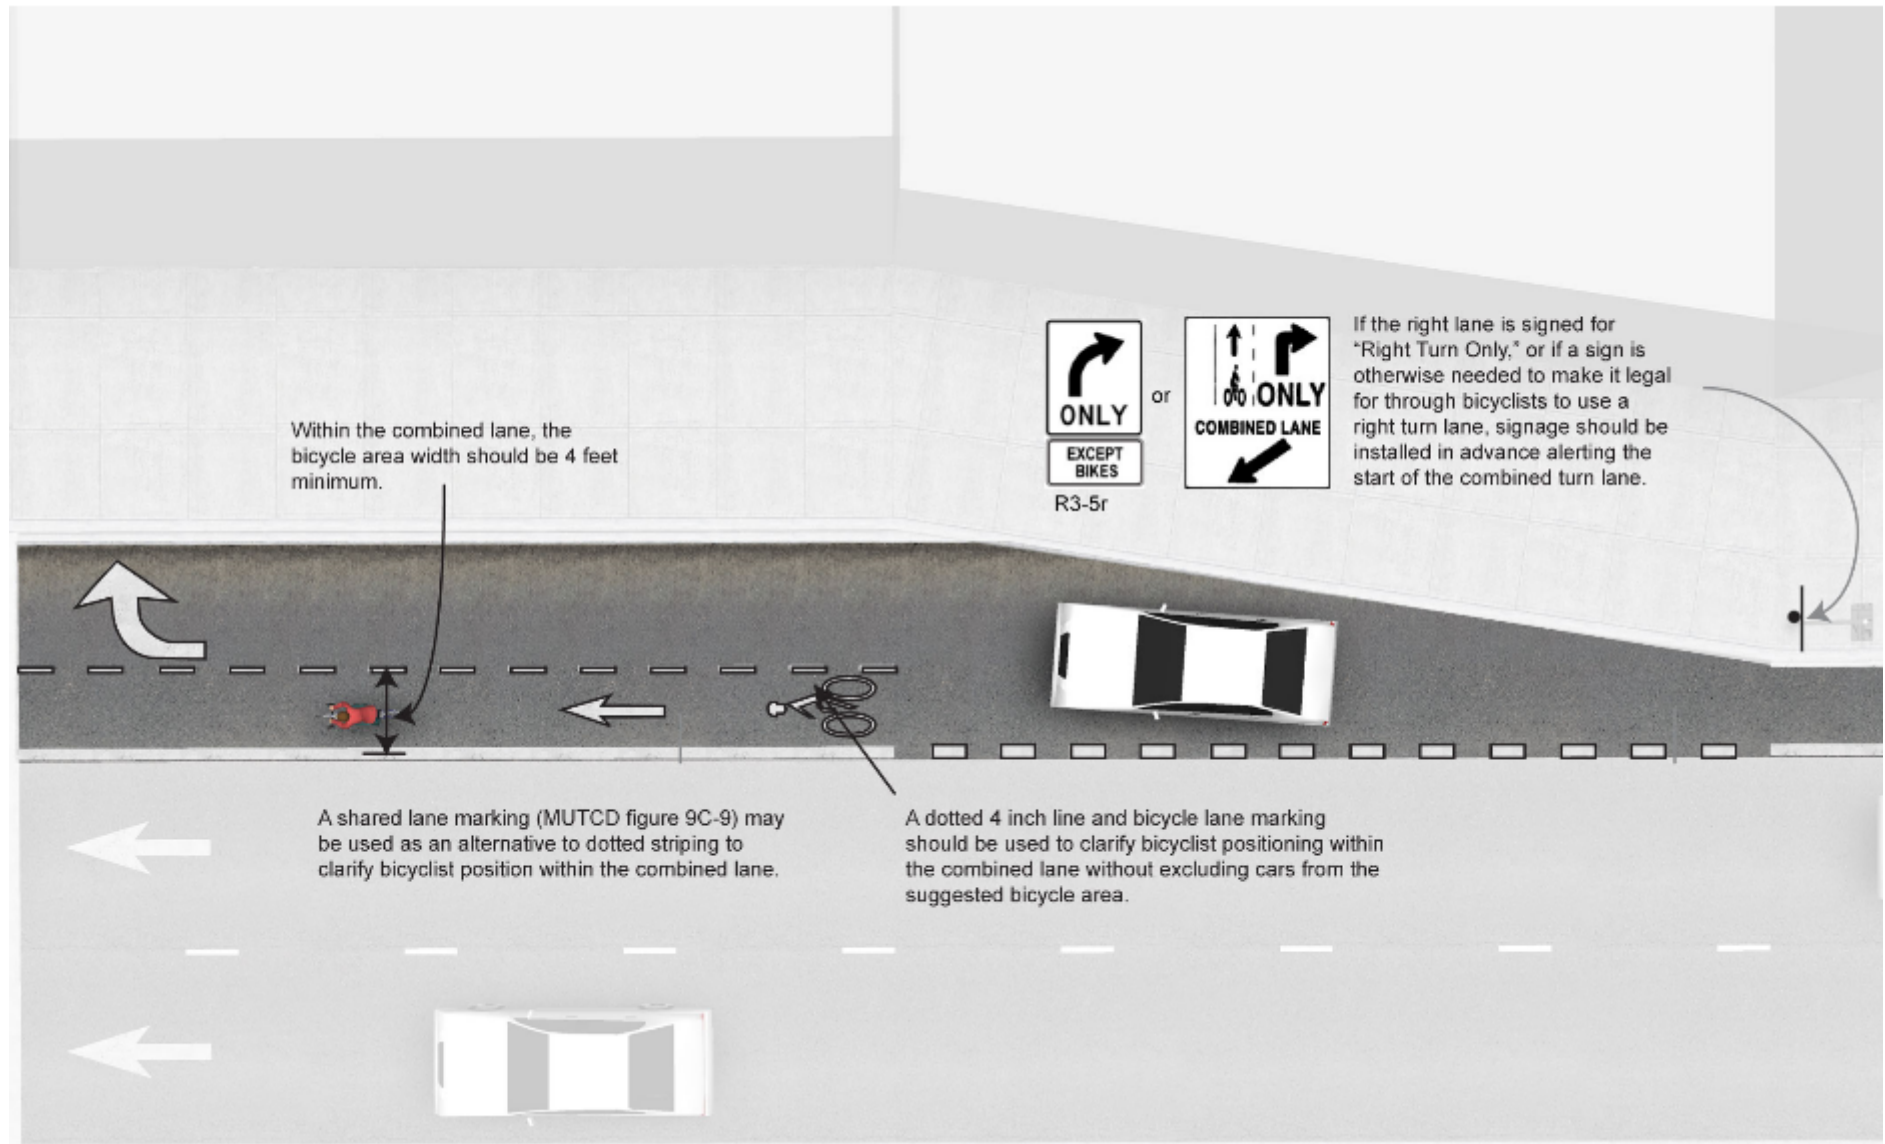 ONLY
EXCEPT
BIKES
R3-5r
or
ONLY
COMBINED LANE
If the right lane is signed for
"Right Turn Only," or if a sign is
otherwise needed to make it legal
for through bicyclists to use a
right turn lane, signage should be
installed in advance alerting the
start of the combined turn lane.
Within the combined lane, the
bicycle area width should be 4 feet
minimum.
A shared lane marking (MUTCD figure 9C-9) may
be used as an alternative to dotted striping to
clarify bicyclist position within the combined lane.
A dotted 4 inch line and bicycle lane marking
should be used to clarify bicyclist positioning within
the combined lane without excluding cars from the
suggested bicycle area.